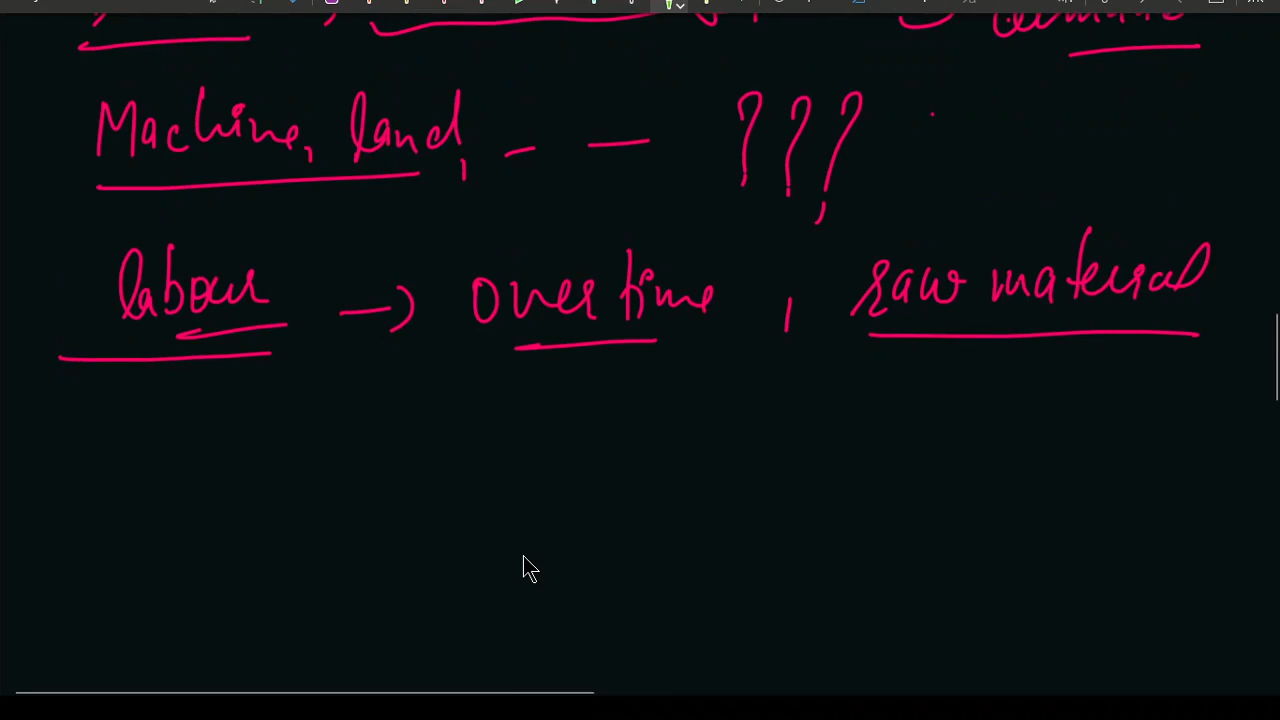 Machine, land, - — ???,
labour → over time , raw material